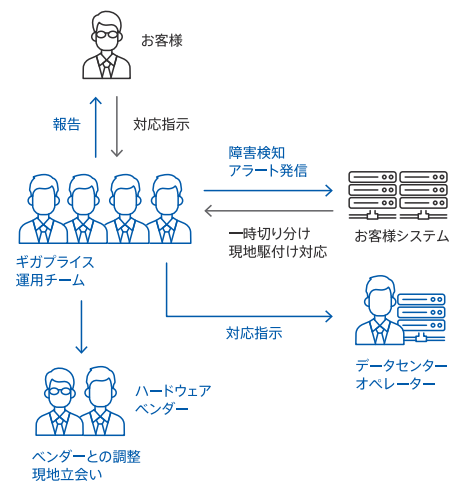 お客様
報告
対応指示
障害検知
アラート発信
一時切り分け
現地駆付け対応
お客様システム
ギガプライズ
運用チーム
対応指示
データセンター
オペレーター
ハードウェア
ベンダー
ベンダーとの調整
現地立会い